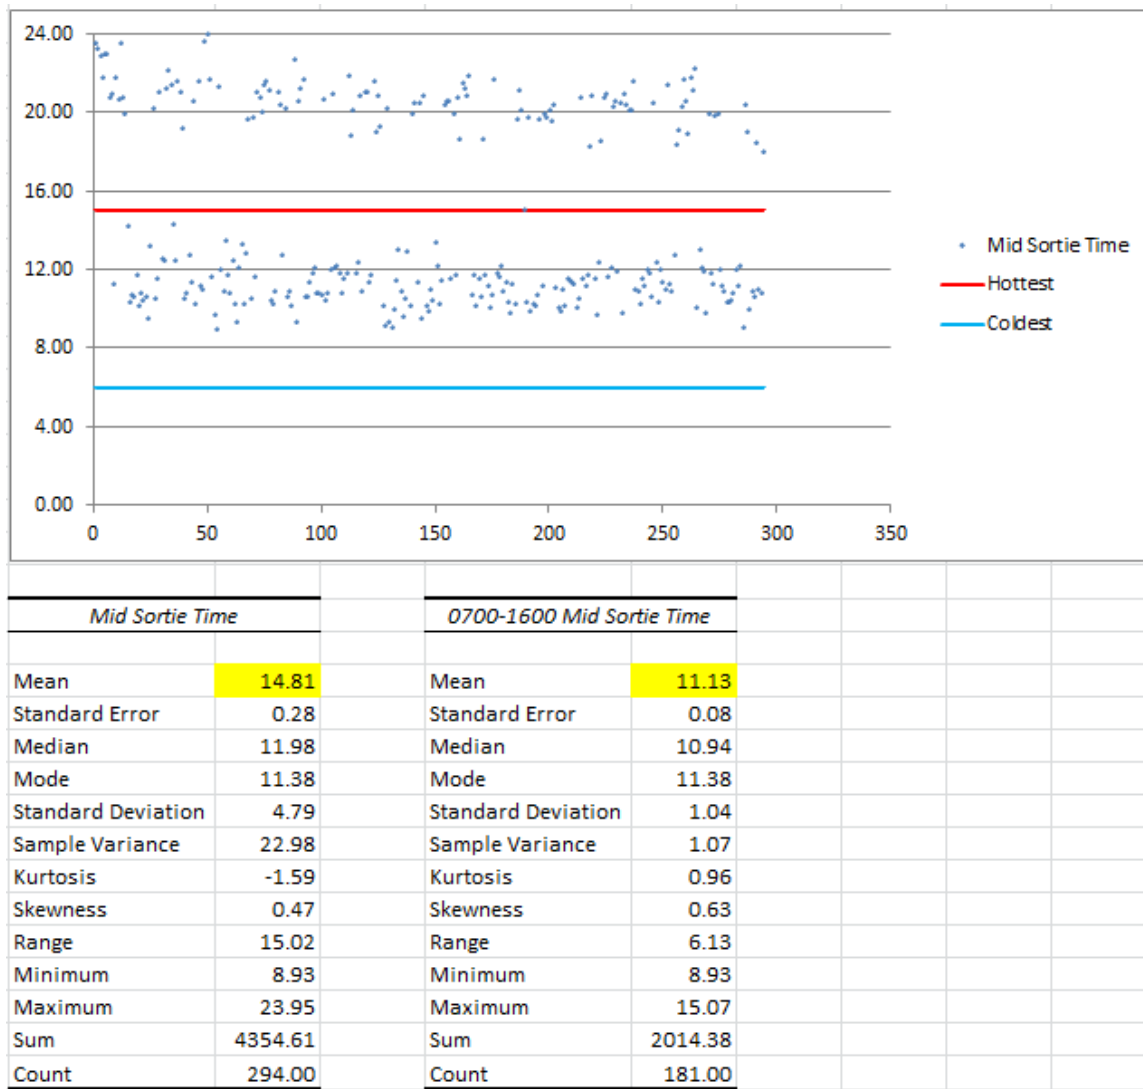 24.00
20.00
16.00
12.00
8.00
4.00
0.00
0 50 100 150 200 250 300 350
Mid Sortie Time
Hottest
Coldest
Mid Sortie Time 0700-1600 Mid Sortie Time
Mean 14.81 Mean 11.13
Standard Error 0.28 Standard Error 0.08
Median 11.98 Median 10.94
Mode 11.38 Mode 11.38
Standard Deviation 4.79 Standard Deviation 1.04
Sample Variance 22.98 Sample Variance 1.07
Kurtosis -1.59 Kurtosis 0.96
Skewness 0.47 Skewness 0.63
Range 15.02 Range 6.13
Minimum 8.93 Minimum 8.93
Maximum 23.95 Maximum 15.07
Sum 4354.61 Sum 2014.38
Count 294.00 Count 181.00